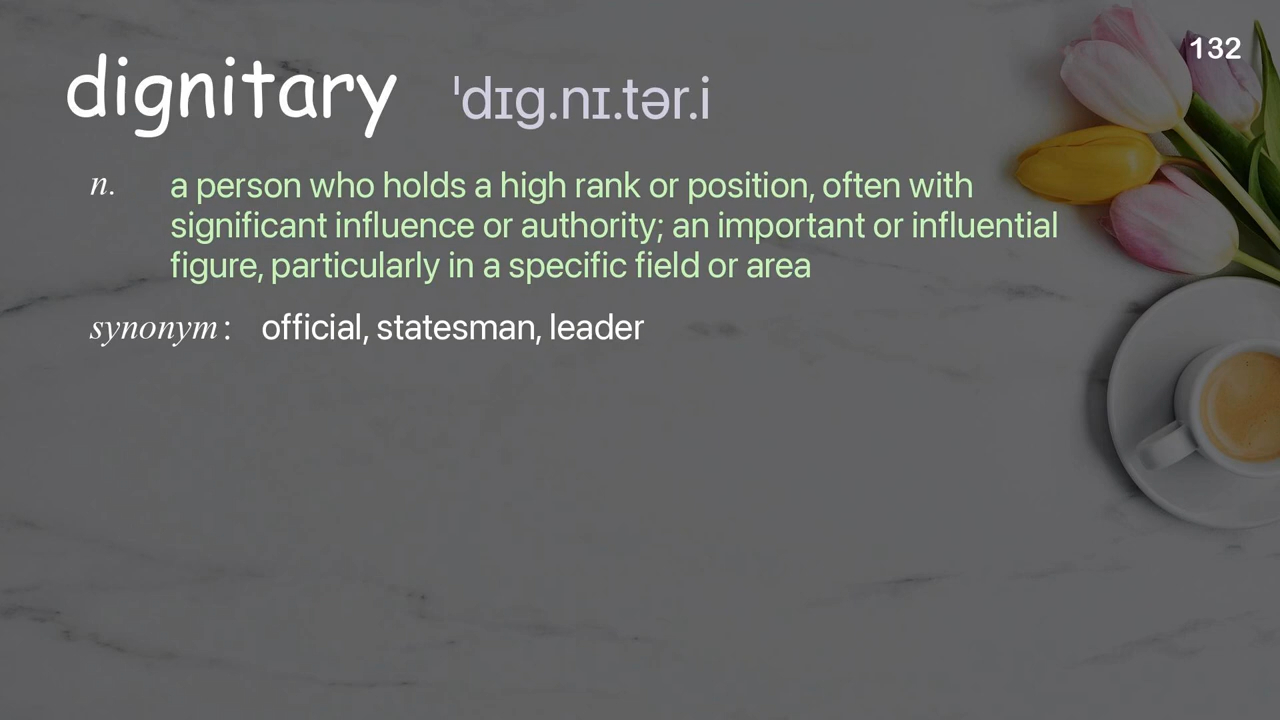 132
dignitary ˈdɪɡ.nɪ.tər.i
n. a person who holds a high rank or position, often with
significant influence or authority; an important or influential
figure, particularly in a specific field or area
synonym : official, statesman, leader